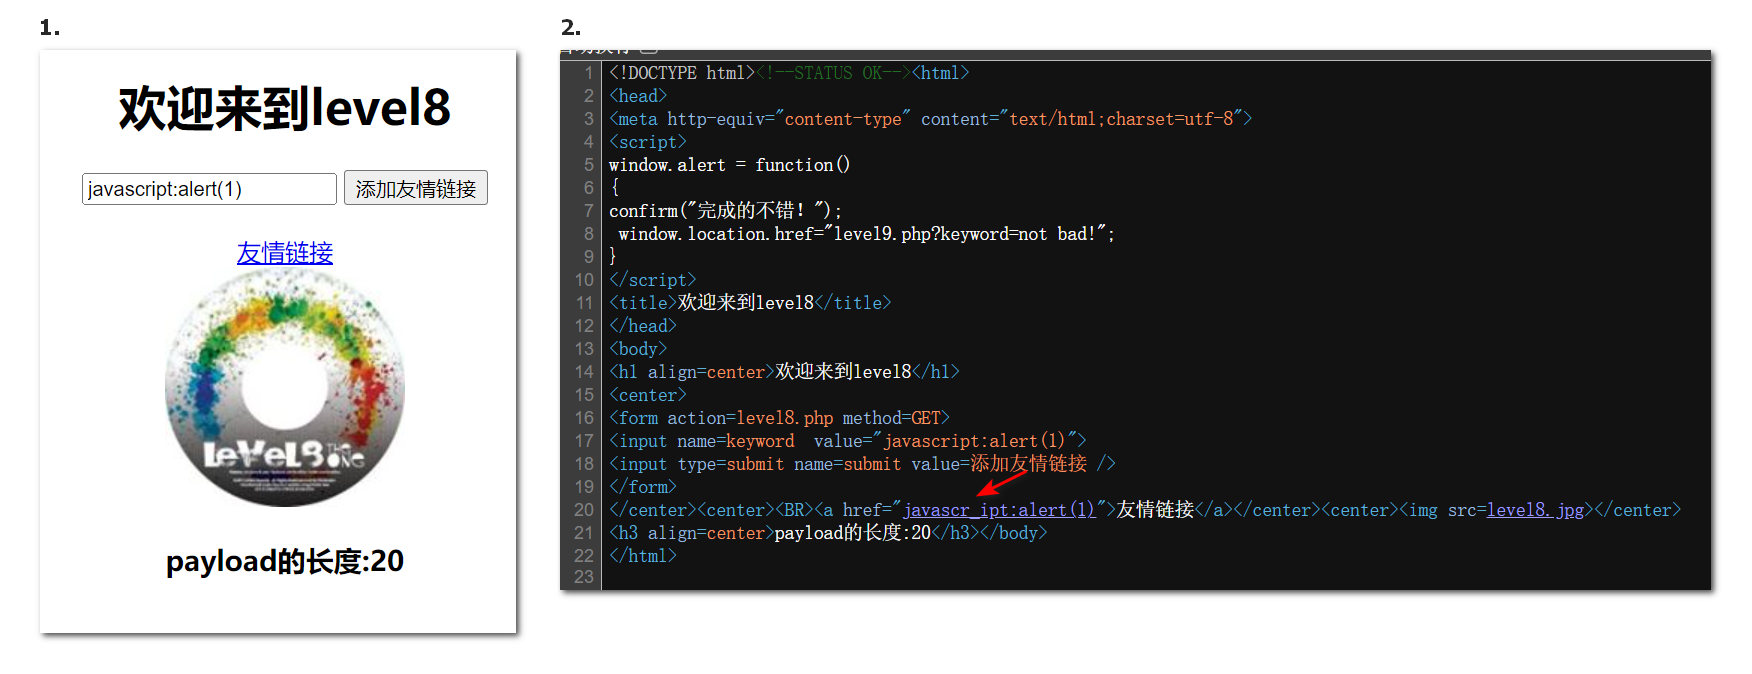 1.
欢迎来到level8
javascript:alert(1) 添加友情链接
友情链接
LeVeL8 THE ONE
payload的长度:20
2.
1 <!DOCTYPE html><!--STATUS OK--><html>
2 <head>
3 <meta http-equiv="content-type" content="text/html;charset=utf-8">
4 <script>
5 window.alert = function()
6 {
7 confirm("完成的不错！");
8  window.location.href="level9.php?keyword=not bad!";
9 }
10 </script>
11 <title>欢迎来到level8</title>
12 </head>
13 <body>
14 <h1 align=center>欢迎来到level8</h1>
15 <center>
16 <form action=level8.php method=GET>
17 <input name=keyword  value="javascript:alert(1)">
18 <input type=submit name=submit value=添加友情链接 />
19 </form>
20 </center><center><BR><a href="javascr_ipt:alert(1)">友情链接</a></center><center><img src=level8.jpg></center>
21 <h3 align=center>payload的长度:20</h3></body>
22 </html>
23